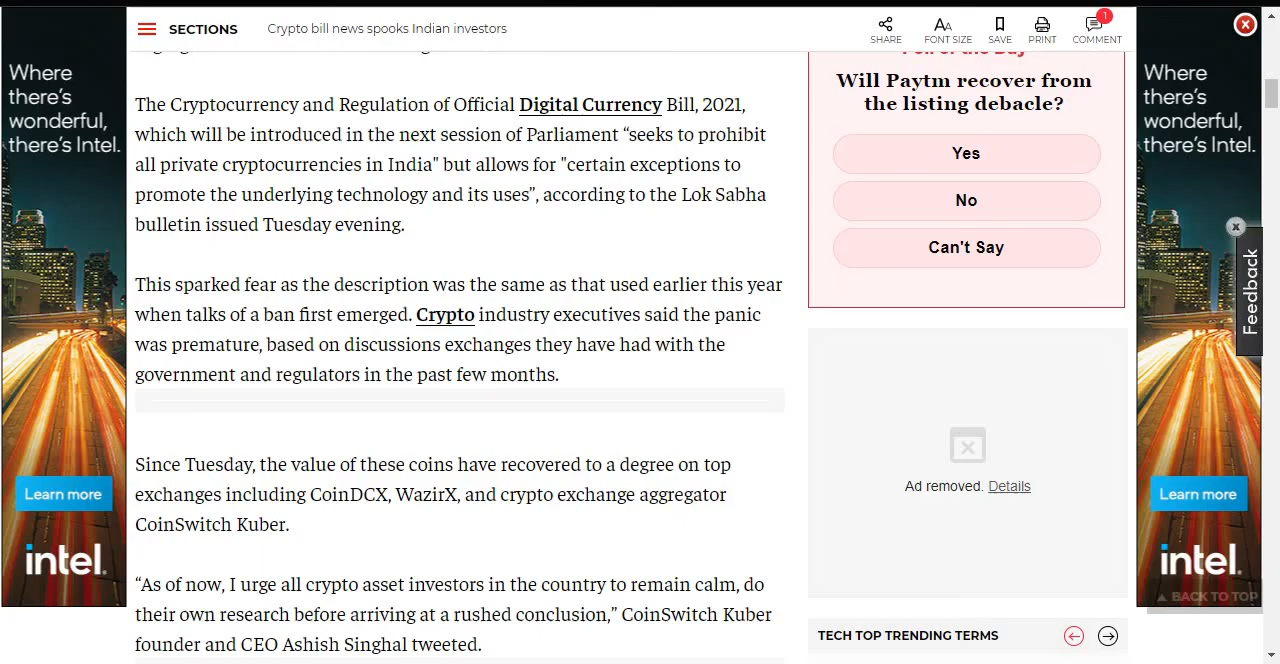 SECTIONS
Crypto bill news spooks Indian investors
SHARE
AA
FONT SIZE
SAVE
PRINT
1
COMMENT
Where
there's
wonderful,
there's Intel.
Learn more
intel.
The Cryptocurrency and Regulation of Official Digital Currency Bill, 2021,
which will be introduced in the next session of Parliament “seeks to prohibit
all private cryptocurrencies in India" but allows for "certain exceptions to
promote the underlying technology and its uses”, according to the Lok Sabha
bulletin issued Tuesday evening.
This sparked fear as the description was the same as that used earlier this year
when talks of a ban first emerged. Crypto industry executives said the panic
was premature, based on discussions exchanges they have had with the
government and regulators in the past few months.
Since Tuesday, the value of these coins have recovered to a degree on top
exchanges including CoinDCX, WazirX, and crypto exchange aggregator
CoinSwitch Kuber.
“As of now, I urge all crypto asset investors in the country to remain calm, do
their own research before arriving at a rushed conclusion,” CoinSwitch Kuber
founder and CEO Ashish Singhal tweeted.
Will Paytm recover from
the listing debacle?
Yes
No
Can't Say
Ad removed. Details
TECH TOP TRENDING TERMS
Where
there's
wonderful,
there's Intel.
Feedback
Learn more
intel.
BACK TO TOP